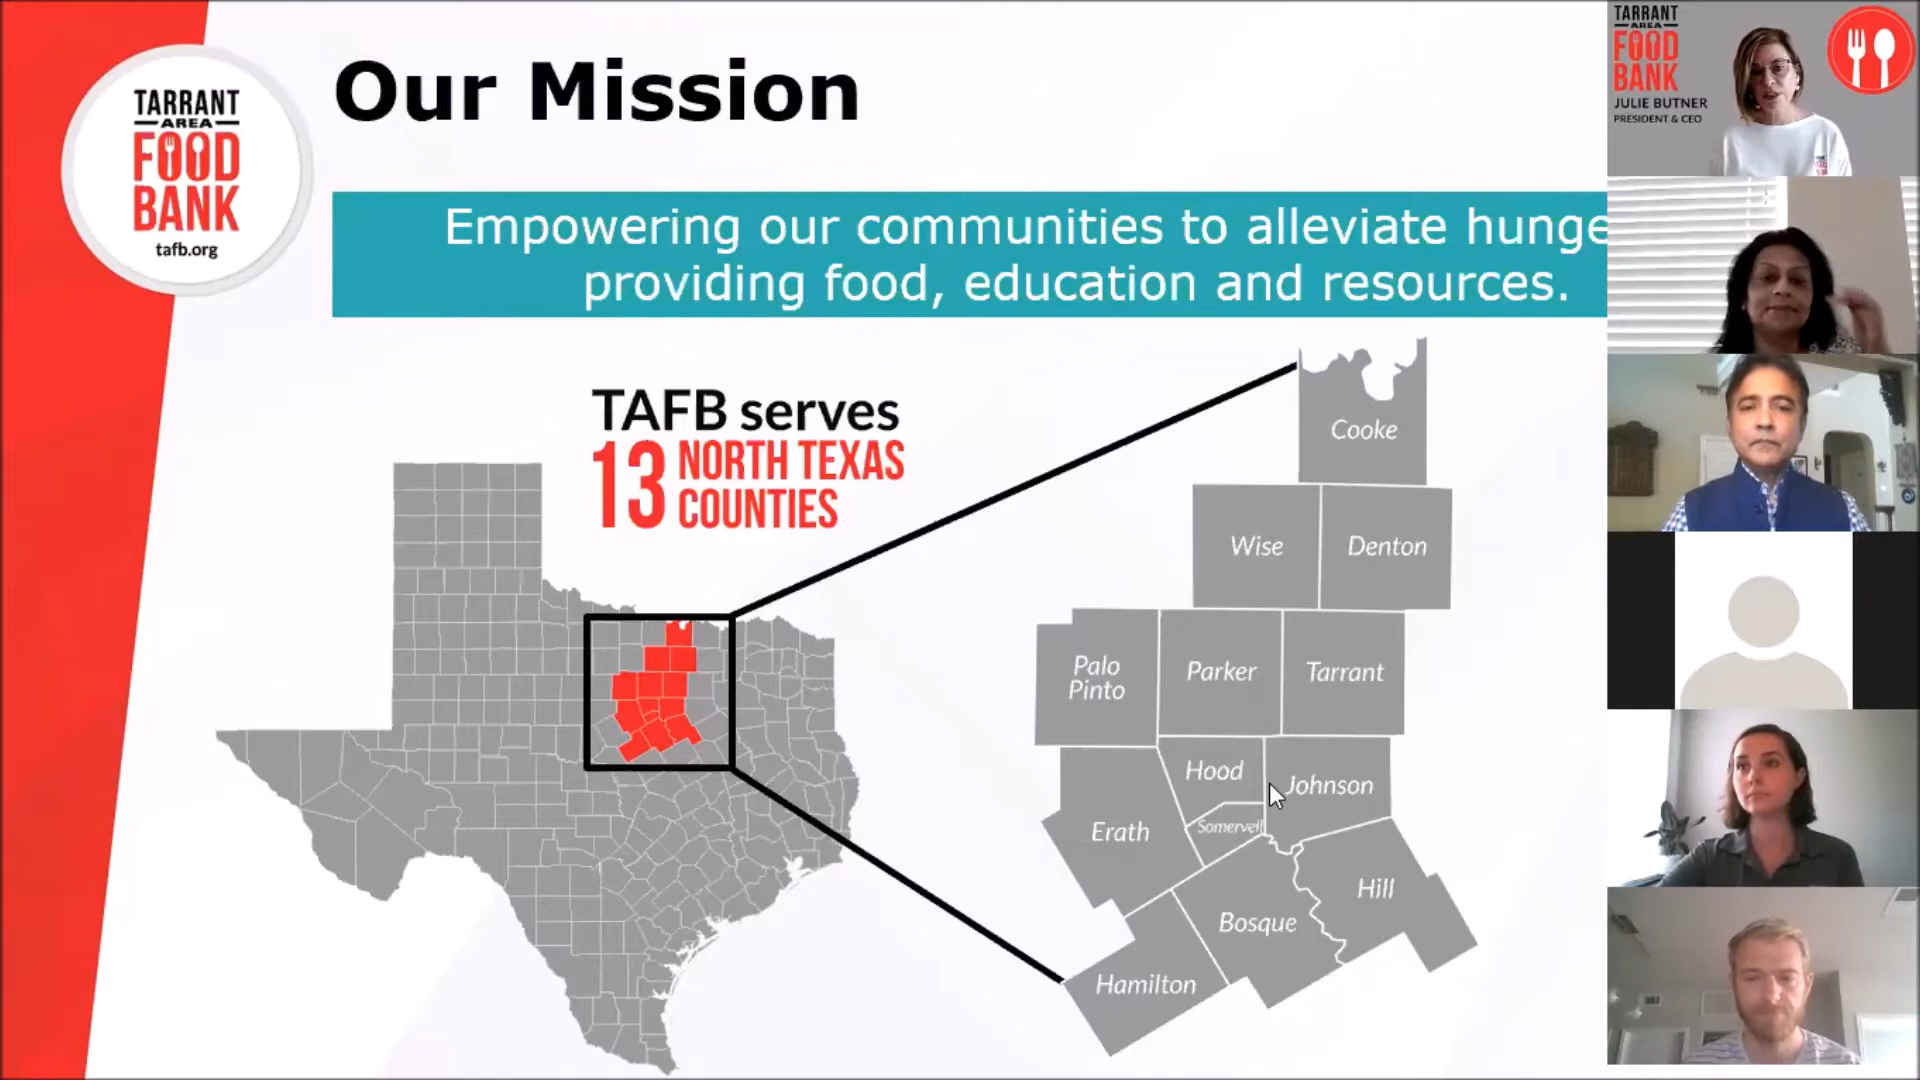 TARRANT
AREA
FOOD
BANK
tafb.org
Our Mission
Empowering our communities to alleviate hunge
providing food, education and resources.
TAFB serves
13 NORTH TEXAS
COUNTIES
Cooke
Wise
Denton
Palo
Pinto
Parker
Tarrant
Hood
Johnson
Somervell
Erath
Hill
Bosque
Hamilton
TARRANT
AREA
FOOD
BANK
JULIE BUTNER
PRESIDENT & CEO